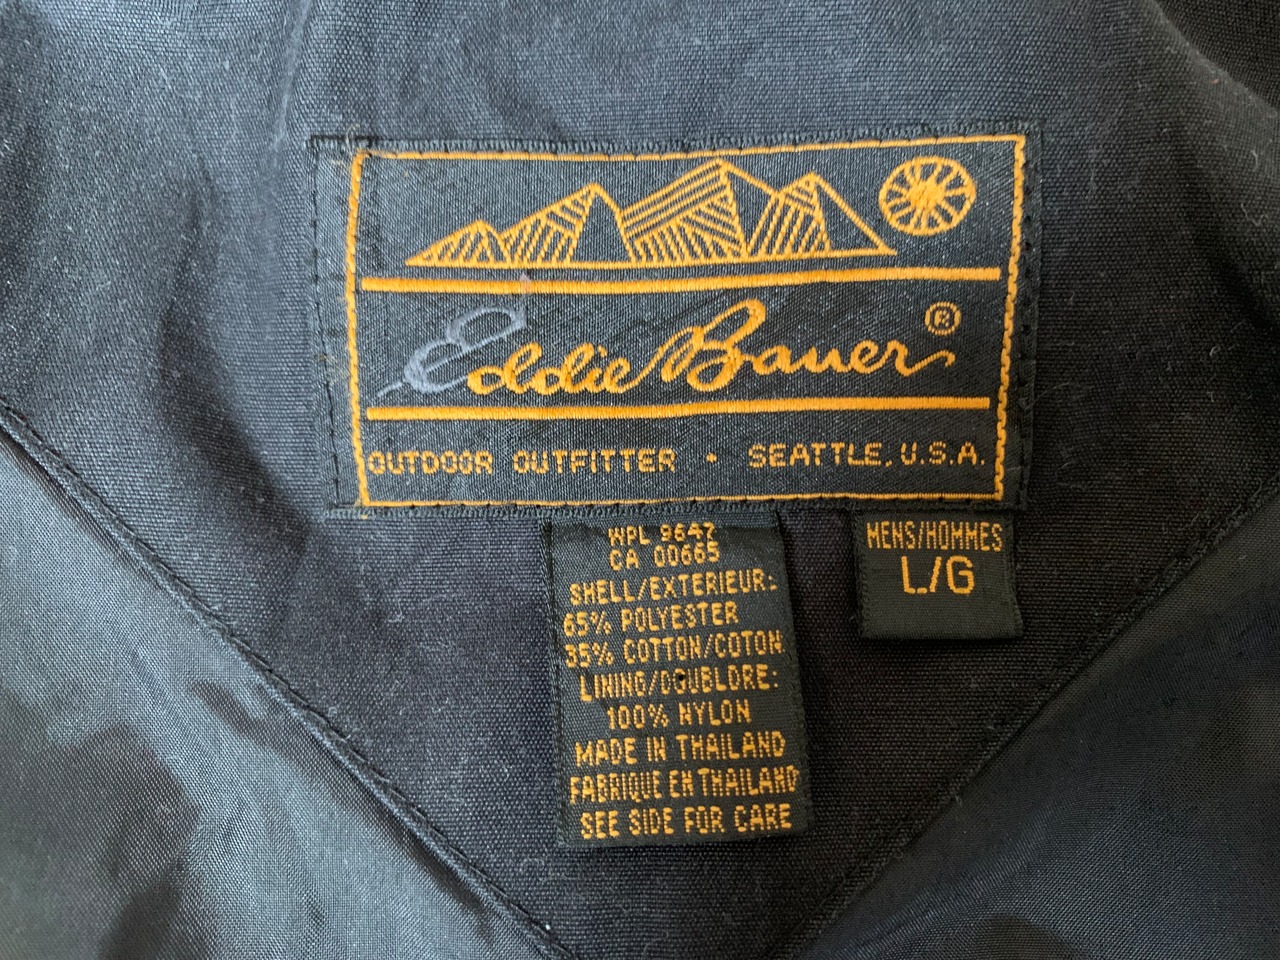 Eddie Bauer®
OUTDOOR OUTFITTER • SEATTLE, U.S.A.
WPL 9647
CA 00665
SHELL/EXTERIEUR:
65% POLYESTER
35% COTTON/COTON
LINING/DOUBLORE:
100% NYLON
MADE IN THAILAND
FABRIQUE EN THAILAND
SEE SIDE FOR CARE
MENS/HOMMES
L/G